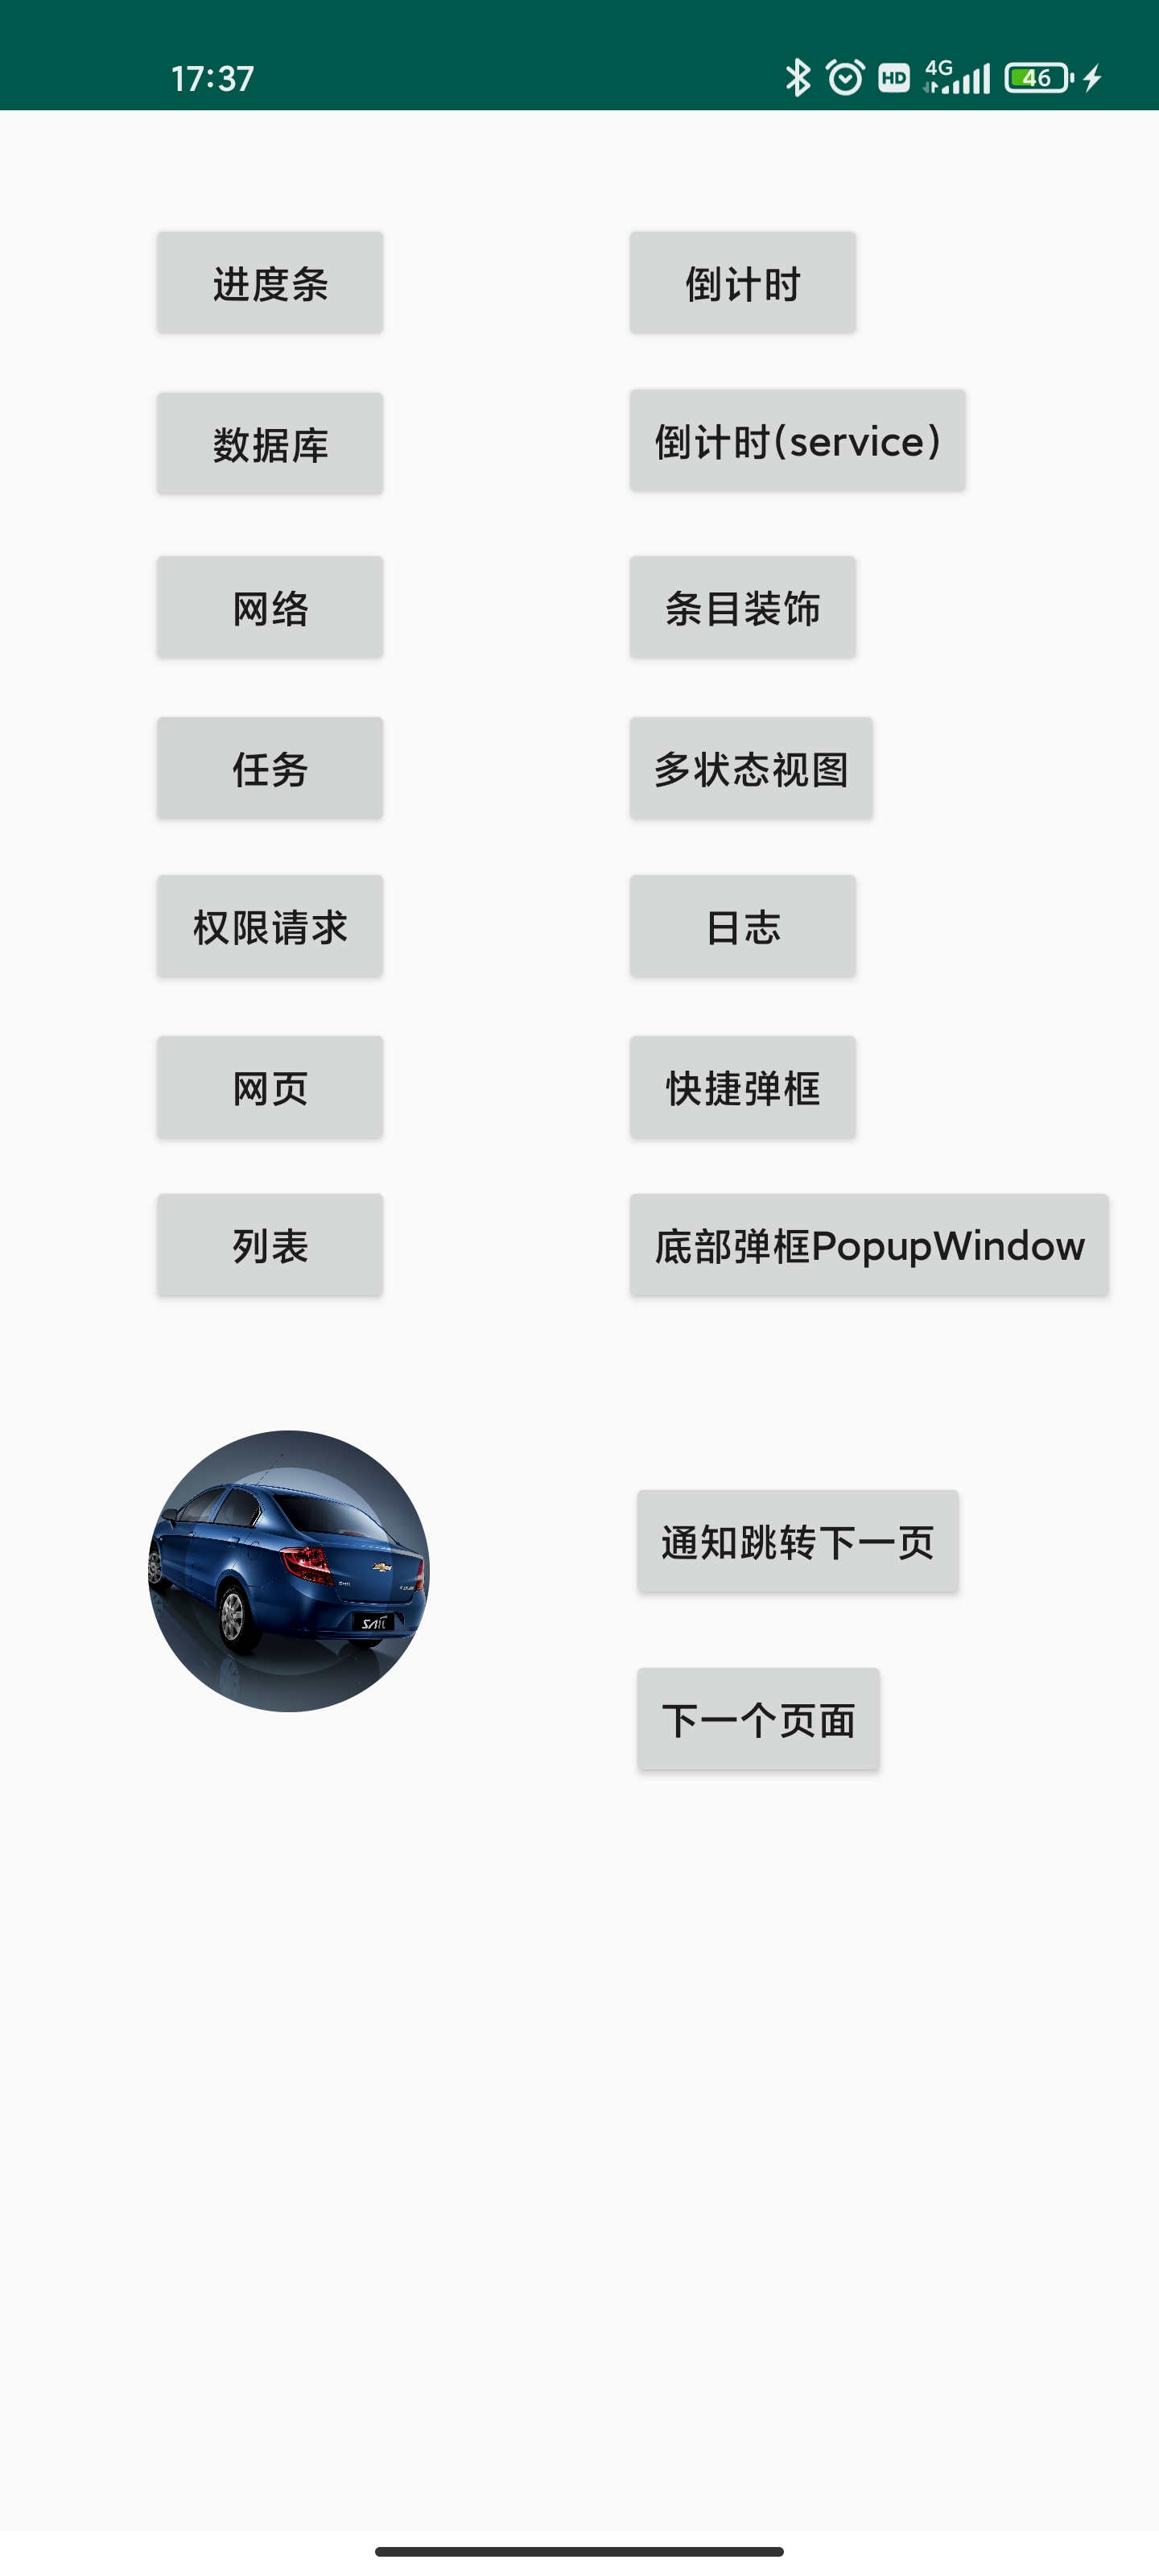 17:37
HD
4G
46
进度条
倒计时
数据库
倒计时(service)
网络
条目装饰
任务
多状态视图
权限请求
日志
网页
快捷弹框
列表
底部弹框PopupWindow
通知跳转下一页
SAIL
下一个页面